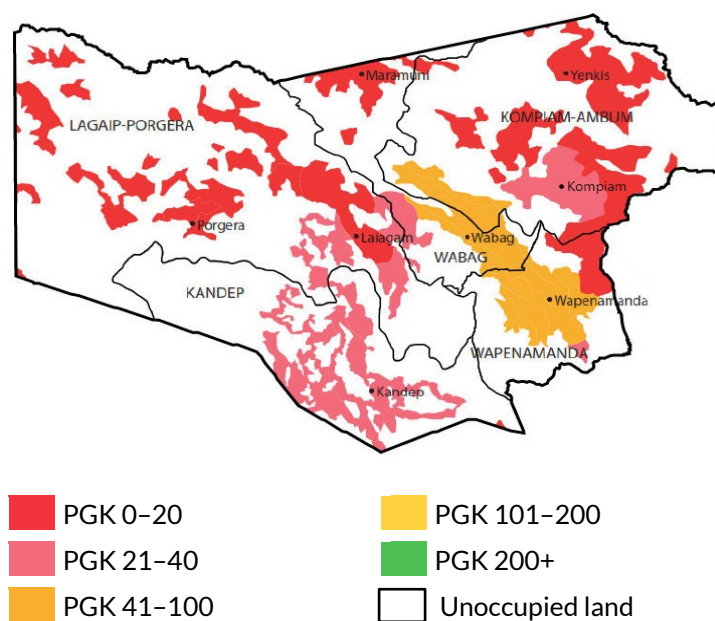 Maramuni
Yenkis
LAGAIP-PORGERA
KOMPIAM-AMBUM
Kompiam
Porgera
Laiagam
Wabag
WABAG
KANDEP
Wapenamanda
WAPENAMANDA
Kandep
PGK 0–20
PGK 101–200
PGK 21–40
PGK 200+
PGK 41–100
Unoccupied land